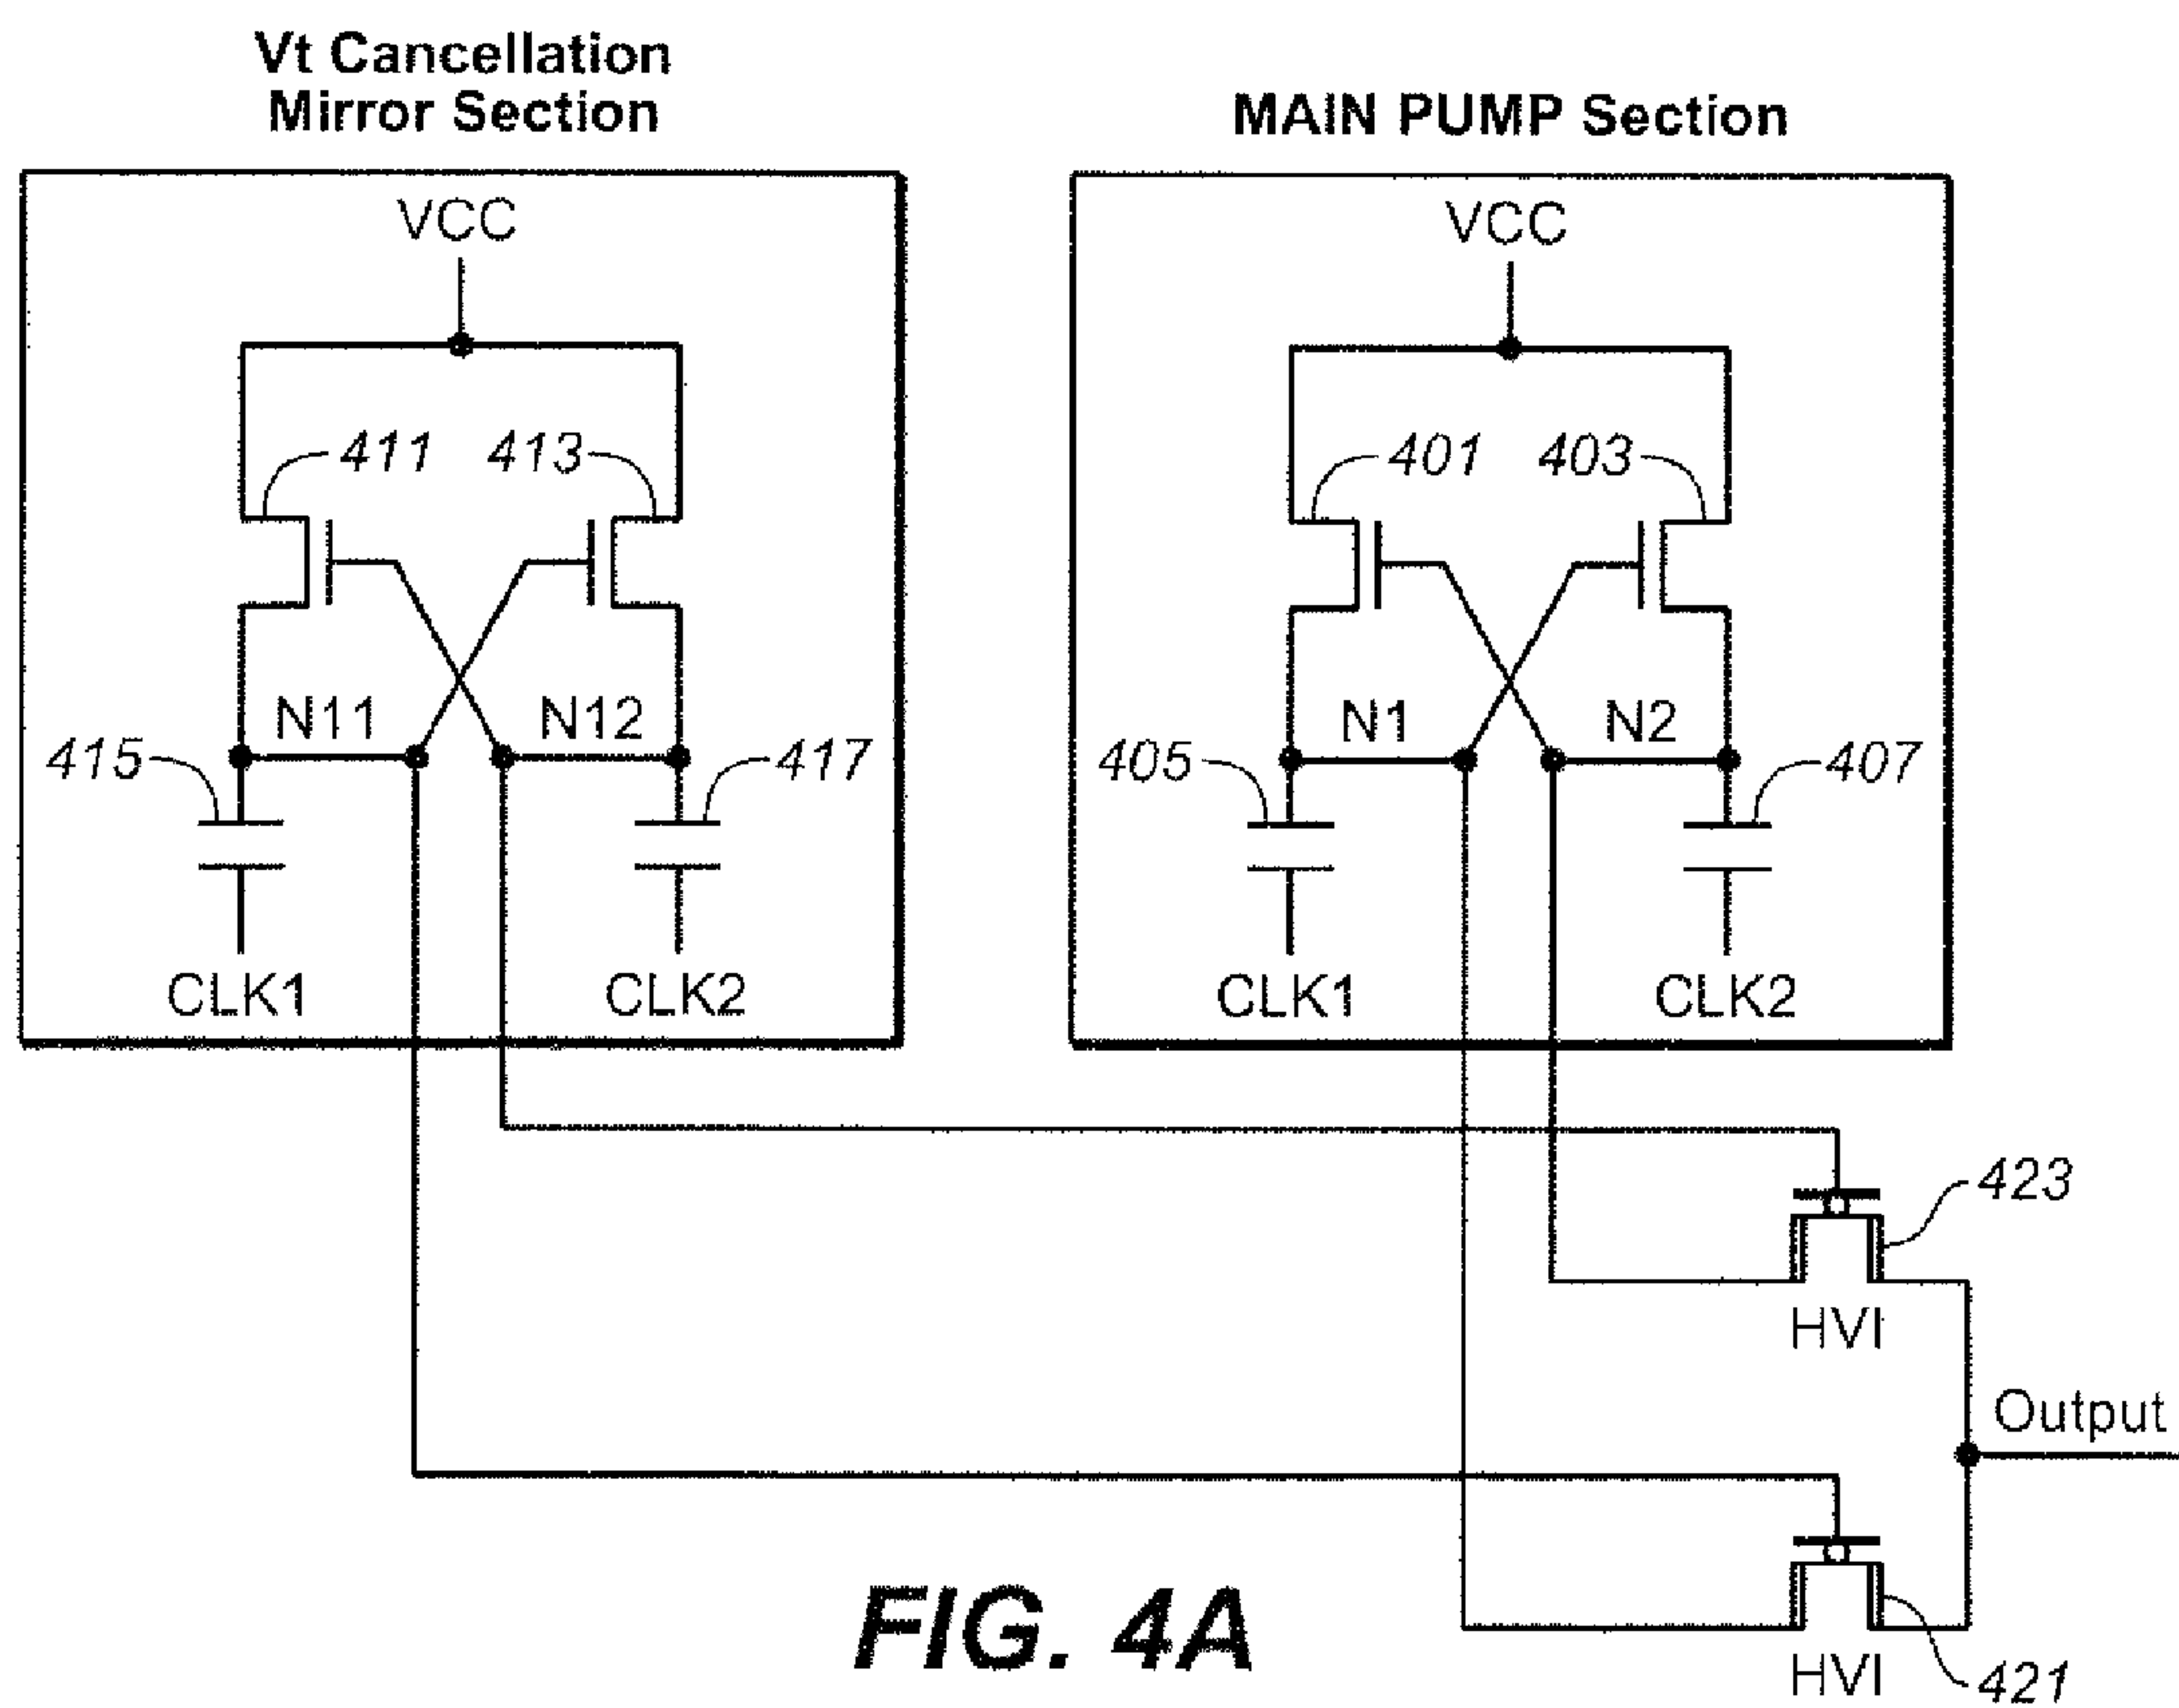 Vt Cancellation
Mirror Section
MAIN PUMP Section
VCC
VCC
411
413
401
403
N11
N12
N1
N2
415
417
405
407
CLK1
CLK2
CLK1
CLK2
423
HVI
Output
HVI
421
FIG. 4A